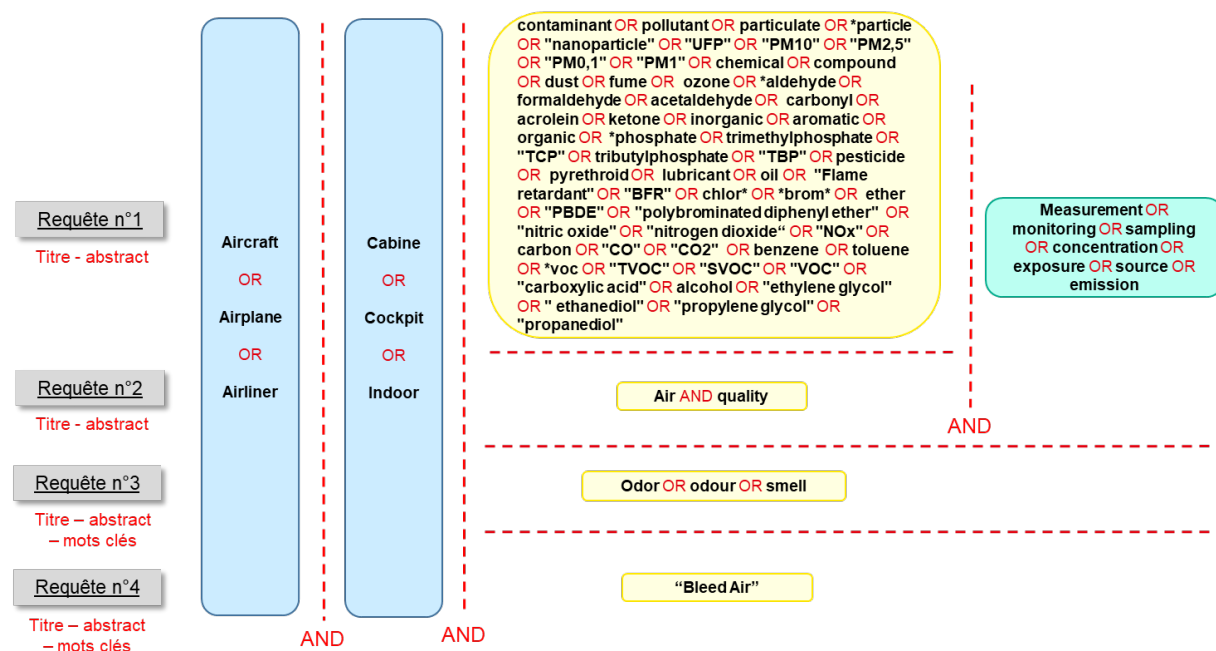 Requête n°1
Titre - abstract
Requête n°2
Titre - abstract
Requête n°3
Titre – abstract
– mots clés
Requête n°4
Titre – abstract
– mots clés
Aircraft
OR
Airplane
OR
Airliner
AND
Cabine
OR
Cockpit
OR
Indoor
AND
contaminant OR pollutant OR particulate OR *particle
OR "nanoparticle" OR "UFP" OR "PM10" OR "PM2,5"
OR "PM0,1" OR "PM1" OR chemical OR compound
OR dust OR fume OR ozone OR *aldehyde OR
formaldehyde OR acetaldehyde OR carbonyl OR
acrolein OR ketone OR inorganic OR aromatic OR
organic OR *phosphate OR trimethylphosphate OR
"TCP" OR tributylphosphate OR "TBP" OR pesticide
OR pyrethroid OR lubricant OR oil OR "Flame
retardant" OR "BFR" OR chlor* OR *brom* OR ether
OR "PBDE" OR "polybrominated diphenyl ether" OR
"nitric oxide" OR "nitrogen dioxide“ OR "NOx" OR
carbon OR "CO" OR "CO2" OR benzene OR toluene
OR *voc OR "TVOC" OR "SVOC" OR "VOC" OR
"carboxylic acid" OR alcohol OR "ethylene glycol"
OR " ethanediol" OR "propylene glycol" OR
"propanediol"
Air AND quality
Odor OR odour OR smell
“Bleed Air”
AND
Measurement OR
monitoring OR sampling
OR concentration OR
exposure OR source OR
emission